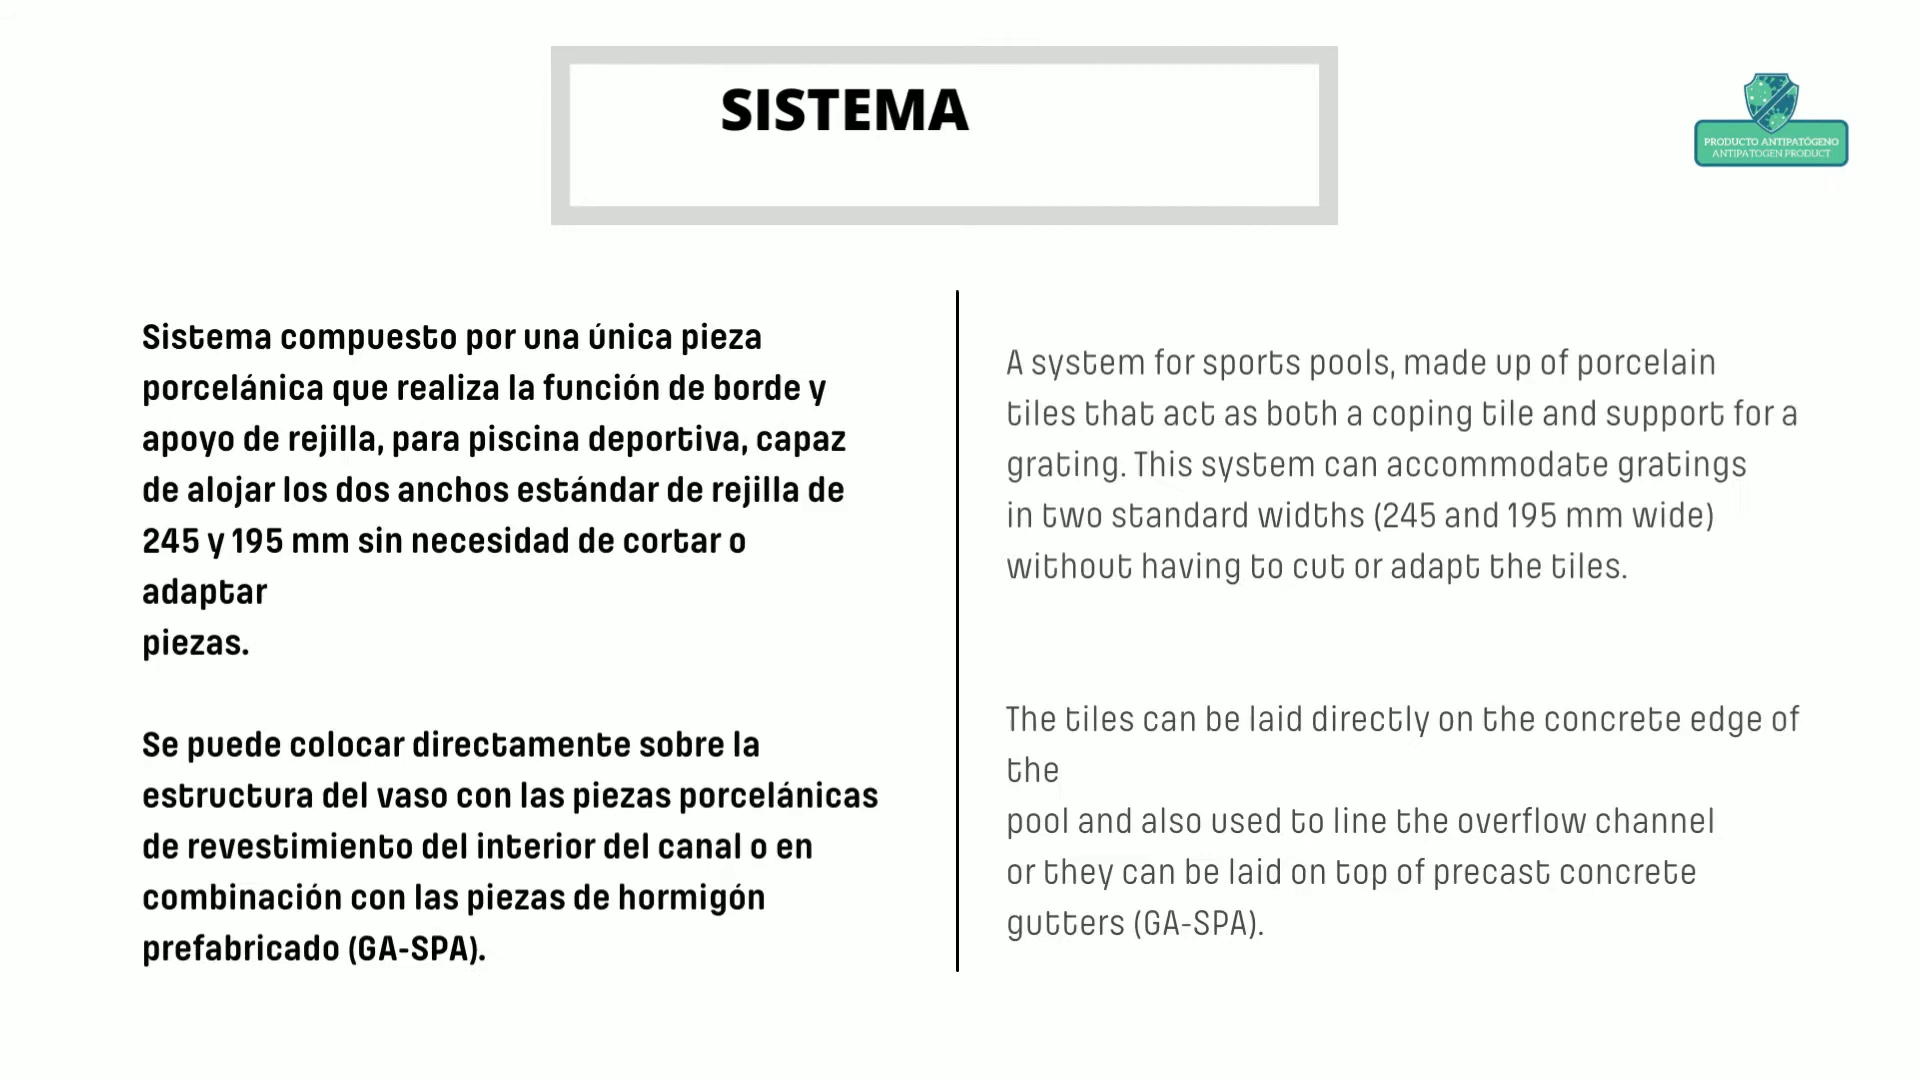 SISTEMA
PRODUCTO ANTIPATÓGENO
ANTIPATOGEN PRODUCT
Sistema compuesto por una única pieza
porcelánica que realiza la función de borde y
apoyo de rejilla, para piscina deportiva, capaz
de alojar los dos anchos estándar de rejilla de
245 y 195 mm sin necesidad de cortar o
adaptar
piezas.
Se puede colocar directamente sobre la
estructura del vaso con las piezas porcelánicas
de revestimiento del interior del canal o en
combinación con las piezas de hormigón
prefabricado (GA-SPA).
A system for sports pools, made up of porcelain
tiles that act as both a coping tile and support for a
grating. This system can accommodate gratings
in two standard widths (245 and 195 mm wide)
without having to cut or adapt the tiles.
The tiles can be laid directly on the concrete edge of
the
pool and also used to line the overflow channel
or they can be laid on top of precast concrete
gutters (GA-SPA).